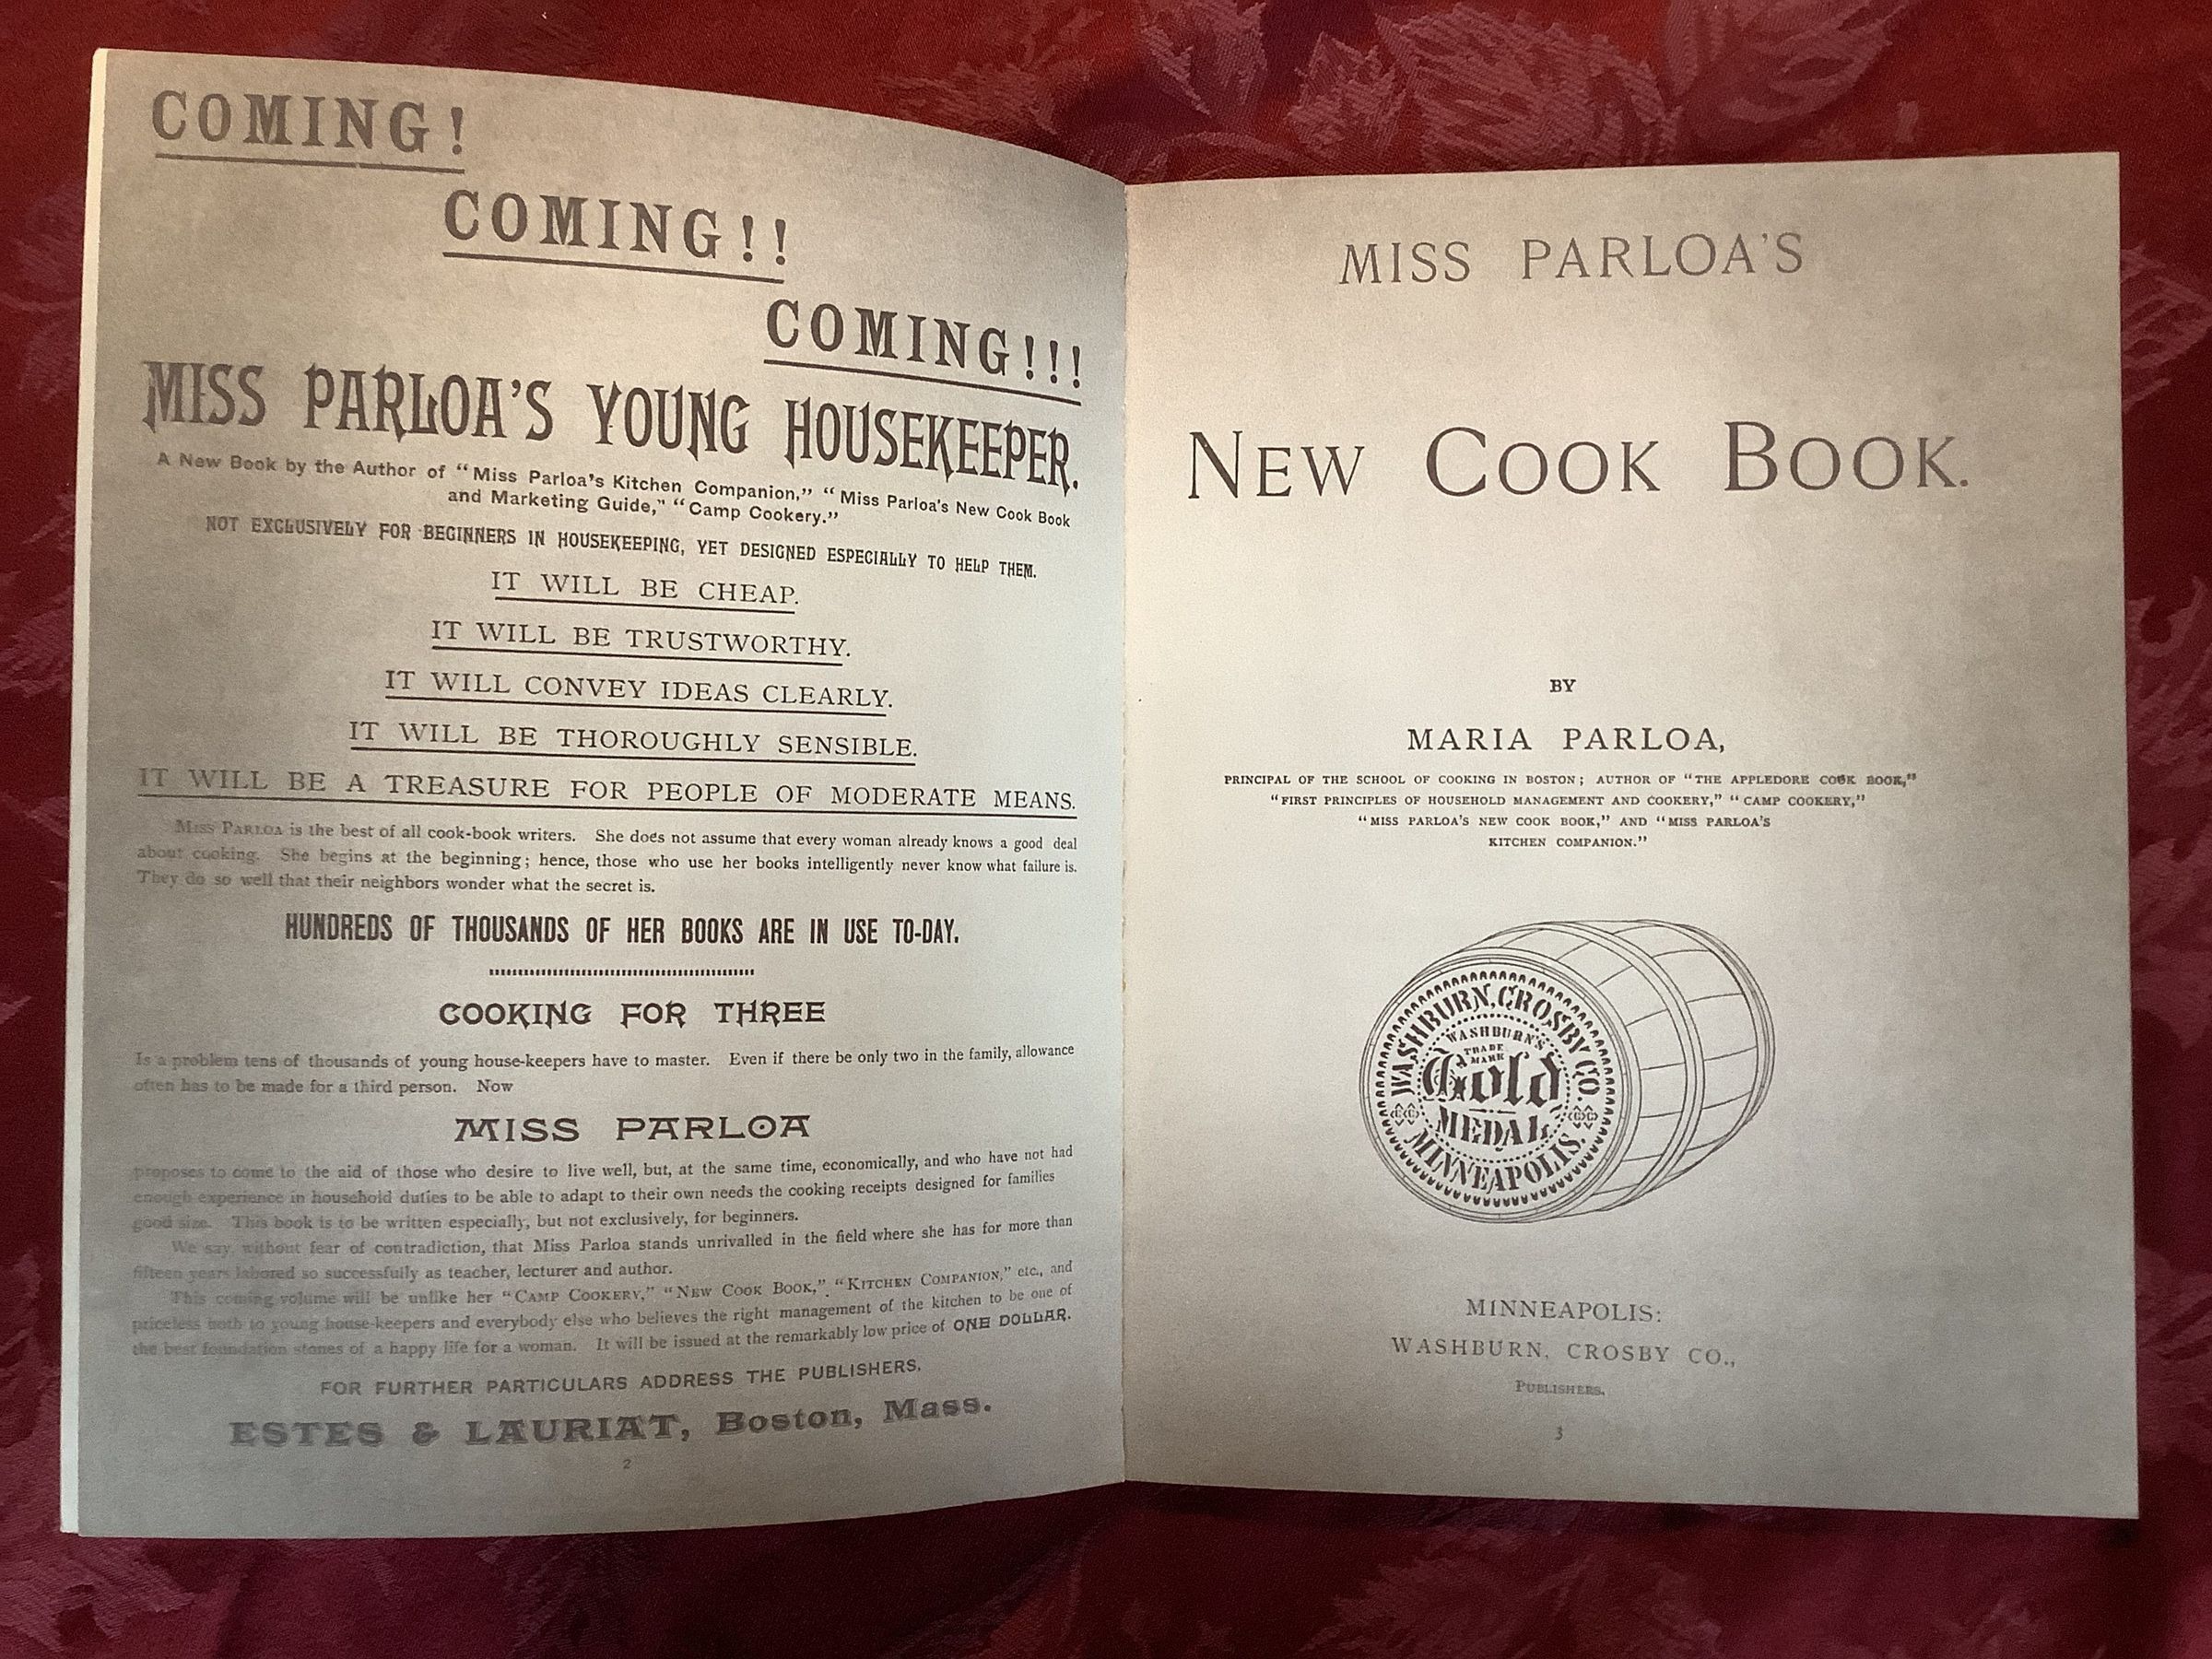 COMING!
COMING!!
COMING!!!
MISS PARLOA'S YOUNG HOUSEKEEPER.
A New Book by the Author of "Miss Parloa's Kitchen Companion," "Miss Parloa's New Cook Book
and Marketing Guide," "Camp Cookery."
NOT EXCLUSIVELY FOR BEGINNERS IN HOUSEKEEPING, YET DESIGNED ESPECIALLY TO HELP THEM.
IT WILL BE CHEAP.
IT WILL BE TRUSTWORTHY.
IT WILL CONVEY IDEAS CLEARLY.
IT WILL BE THOROUGHLY SENSIBLE.
IT WILL BE A TREASURE FOR PEOPLE OF MODERATE MEANS.
MISS PARLOA is the best of all cook-book writers. She does not assume that every woman already knows a good deal
about cooking. She begins at the beginning; hence, those who use her books intelligently never know what failure is.
They do so well that their neighbors wonder what the secret is.
HUNDREDS OF THOUSANDS OF HER BOOKS ARE IN USE TO-DAY.
COOKING FOR THREE
Is a problem tens of thousands of young house-keepers have to master. Even if there be only two in the family, allowance
often has to be made for a third person. Now
MISS PARLOA
proposes to come to the aid of those who desire to live well, but, at the same time, economically, and who have not had
enough experience in household duties to be able to adapt to their own needs the cooking receipts designed for families
good size. This book is to be written especially, but not exclusively, for beginners.
We say, without fear of contradiction, that Miss Parloa stands unrivalled in the field where she has for more than
fifteen years labored so successfully as teacher, lecturer and author.
This coming volume will be unlike her "CAMP COOKERY," "NEW COOK BOOK,". "KITCHEN COMPANION," etc., and
priceless both to young house-keepers and everybody else who believes the right management of the kitchen to be one of
the best foundation stones of a happy life for a woman. It will be issued at the remarkably low price of ONE DOLLAR.
FOR FURTHER PARTICULARS ADDRESS THE PUBLISHERS.
ESTES & LAURIAT, Boston, Mass.
2
MISS PARLOA'S
NEW COOK BOOK.
BY
MARIA PARLOA,
PRINCIPAL OF THE SCHOOL OF COOKING IN BOSTON; AUTHOR OF "THE APPLEDORE COOK BOOK,"
"FIRST PRINCIPLES OF HOUSEHOLD MANAGEMENT AND COOKERY," "CAMP COOKERY,"
"MISS PARLOA'S NEW COOK BOOK," AND "MISS PARLOA'S
KITCHEN COMPANION."
WASHBURN, CROSBY CO.
WASHBURN'S
TRADE
MARK
Gold
MEDAL
MINNEAPOLIS.
MINNEAPOLIS:
WASHBURN, CROSBY CO.,
PUBLISHERS.
3